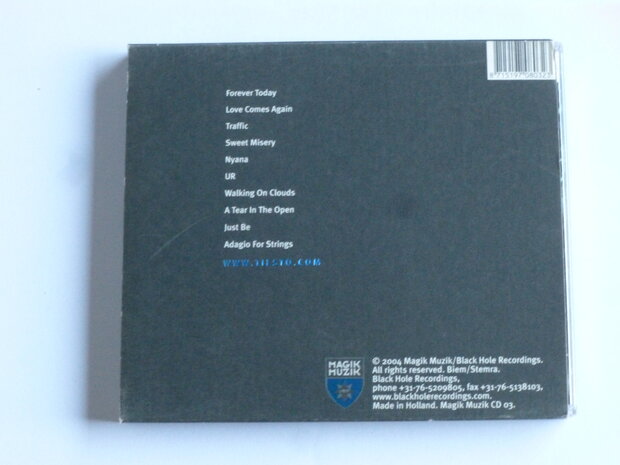 Forever Today
Love Comes Again
Traffic
Sweet Misery
Nyana
UR
Walking On Clouds
A Tear In The Open
Just Be
Adagio For Strings
WWW.TIESTO.COM
MAGIK
MUZIK
© 2004 Magik Muzik/Black Hole Recordings.
All rights reserved. Biem/Stemra.
Black Hole Recordings,
phone +31-76-5209805, fax +31-76-5138103,
www.blackholerecordings.com.
Made in Holland. Magik Muzik CD 03.